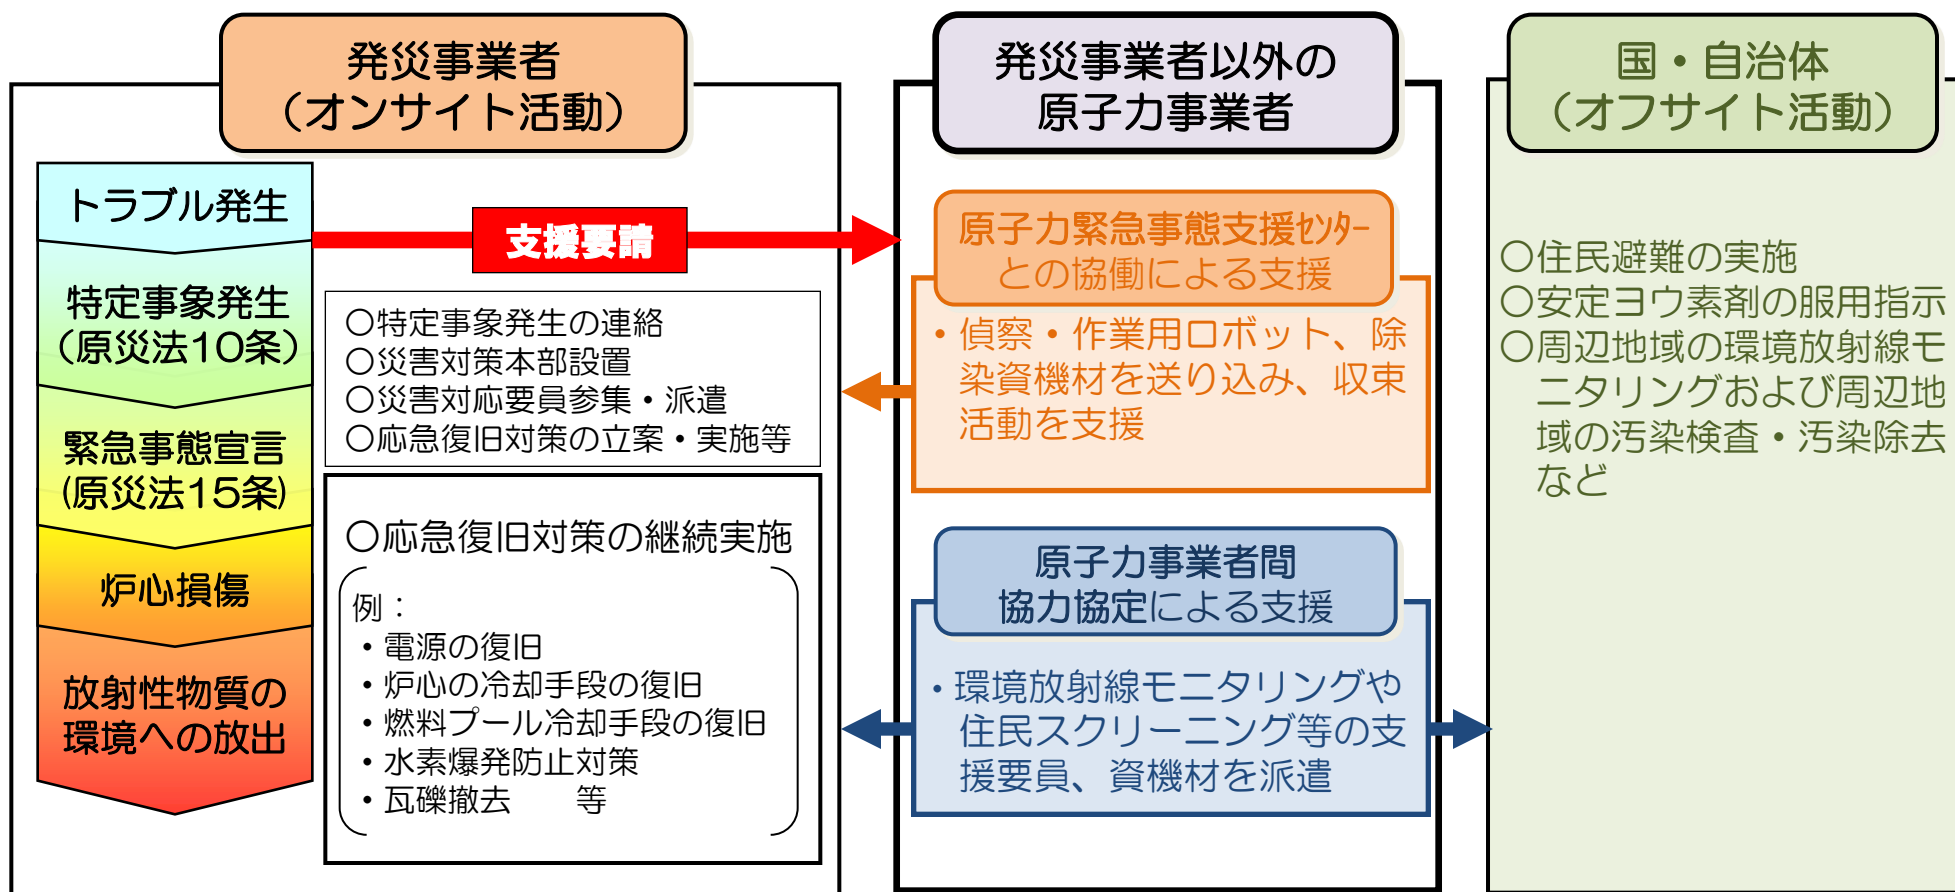 発災事業者
（オンサイト活動）
トラブル発生
特定事象発生
（原災法10条）
緊急事態宣言
(原災法15条)
炉心損傷
放射性物質の
環境への放出
支援要請
〇特定事象発生の連絡
〇災害対策本部設置
〇災害対応要員参集・派遣
〇応急復旧対策の立案・実施等
〇応急復旧対策の継続実施
例：
・電源の復旧
・炉心の冷却手段の復旧
・燃料プール冷却手段の復旧
・水素爆発防止対策
・瓦礫撤去　　等
発災事業者以外の
原子力事業者
原子力緊急事態支援ｾﾝﾀｰ
との協働による支援
・偵察・作業用ロボット、除
染資機材を送り込み、収束
活動を支援
原子力事業者間
協力協定による支援
・環境放射線モニタリングや
住民スクリーニング等の支
援要員、資機材を派遣
国・自治体
（オフサイト活動）
〇住民避難の実施
〇安定ヨウ素剤の服用指示
〇周辺地域の環境放射線モ
ニタリングおよび周辺地
域の汚染検査・汚染除去
など